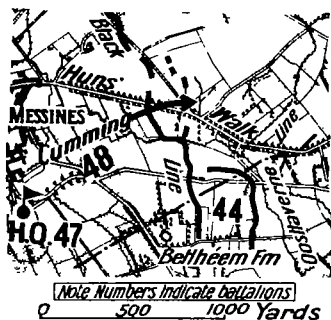 Black
Huns'
Walk
MESSINES
Cumming
48
Line
Oosttaverne Line
44
H.Q. 47
Bethleem Fm
Note Numbers indicate battalions
0 500 1000 Yards